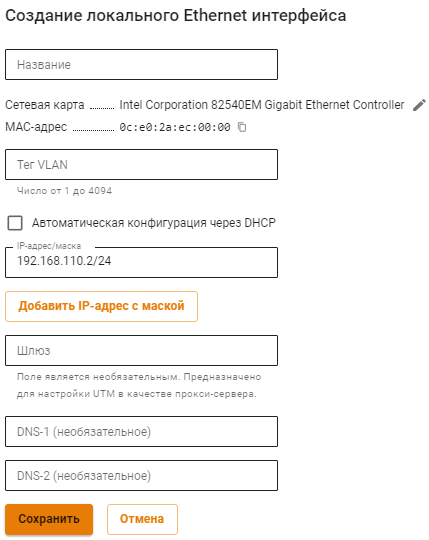 Создание локального Ethernet интерфейса
Название
Сетевая карта ........ Intel Corporation 82540EM Gigabit Ethernet Controller
MAC-адрес ............. 0c:e0:2a:ec:00:00
Тег VLAN
Число от 1 до 4094
Автоматическая конфигурация через DHCP
IP-адрес/маска
192.168.110.2/24
Добавить IP-адрес с маской
Шлюз
Поле является необязательным. Предназначено
для настройки UTM в качестве прокси-сервера.
DNS-1 (необязательное)
DNS-2 (необязательное)
Сохранить Отмена